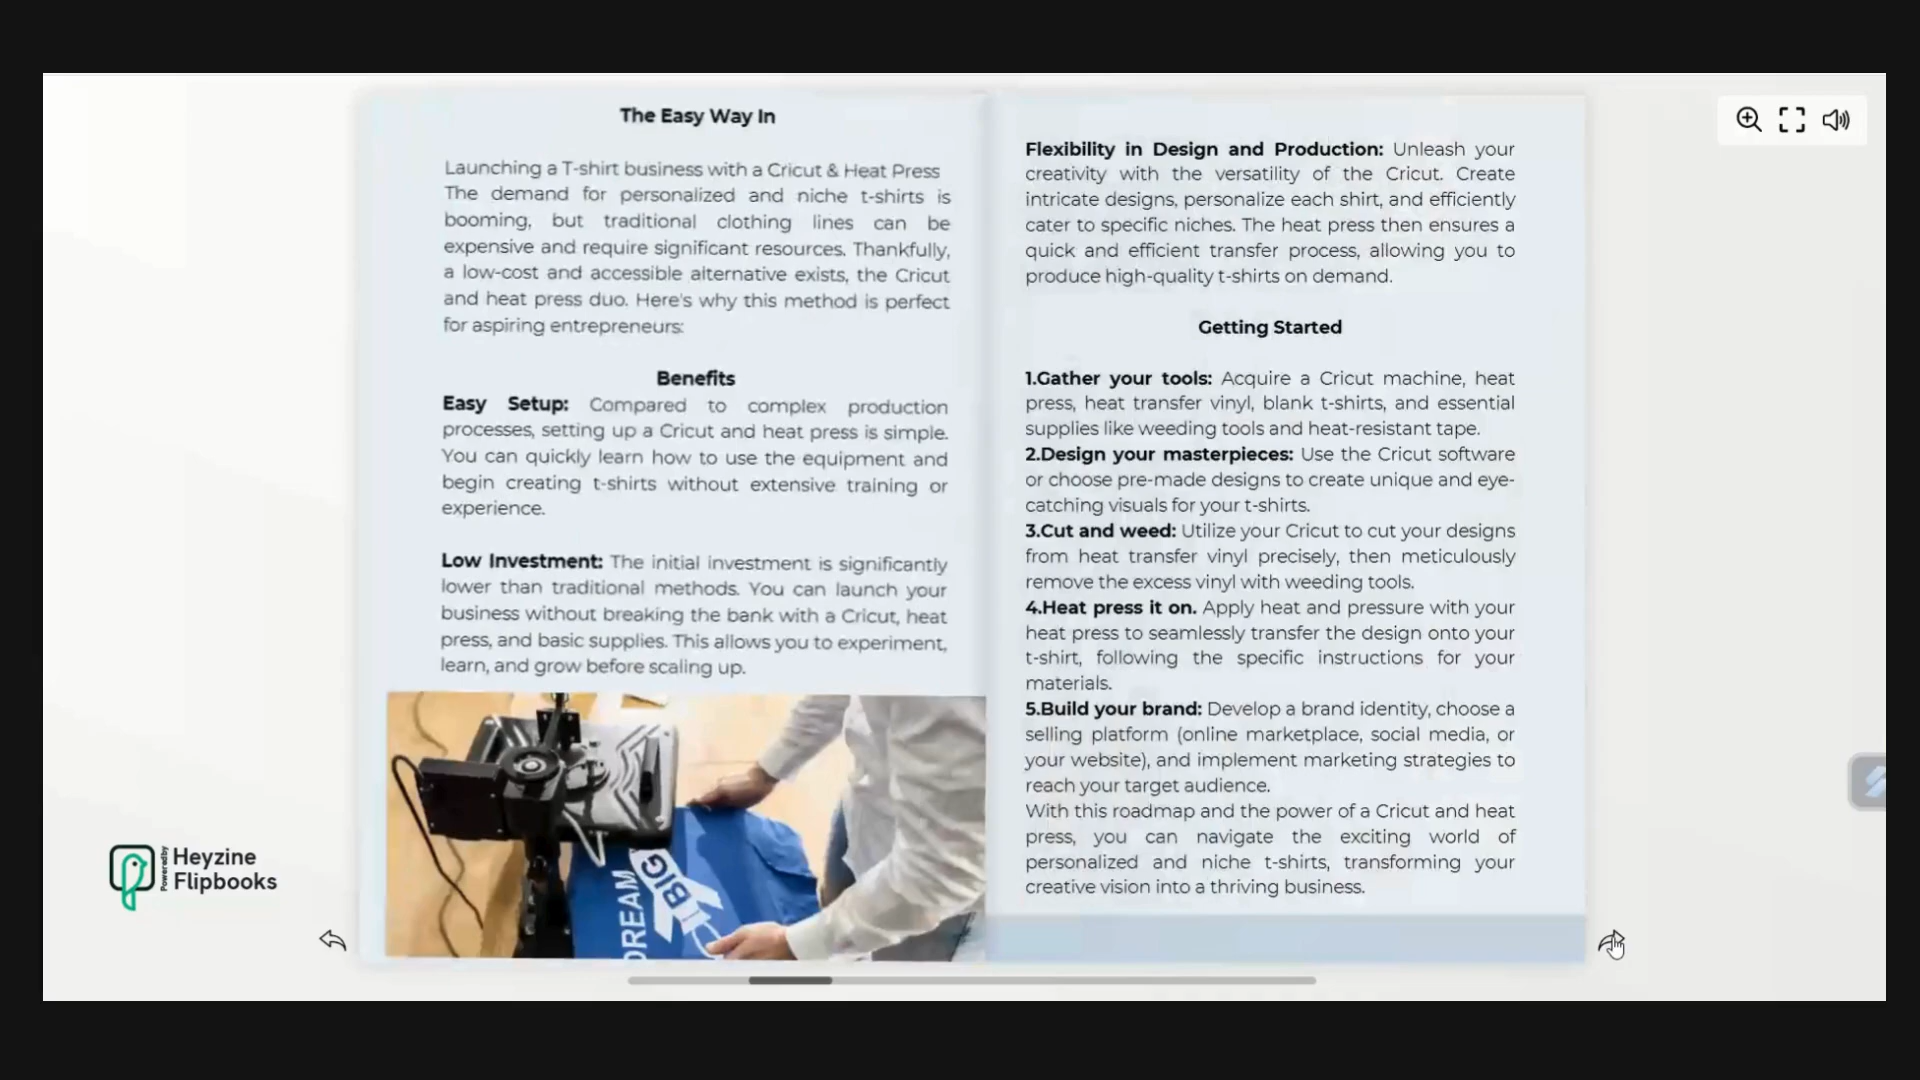 The Easy Way In
Launching a T-shirt business with a Cricut & Heat Press
The demand for personalized and niche t-shirts is
booming, but traditional clothing lines can be
expensive and require significant resources. Thankfully,
a low-cost and accessible alternative exists, the Cricut
and heat press duo. Here's why this method is perfect
for aspiring entrepreneurs:
Benefits
Easy Setup: Compared to complex production
processes, setting up a Cricut and heat press is simple.
You can quickly learn how to use the equipment and
begin creating t-shirts without extensive training or
experience.
Low Investment: The initial investment is significantly
lower than traditional methods. You can launch your
business without breaking the bank with a Cricut, heat
press, and basic supplies. This allows you to experiment,
learn, and grow before scaling up.
DREAM
BIG
Flexibility in Design and Production: Unleash your
creativity with the versatility of the Cricut. Create
intricate designs, personalize each shirt, and efficiently
cater to specific niches. The heat press then ensures a
quick and efficient transfer process, allowing you to
produce high-quality t-shirts on demand.
Getting Started
1.Gather your tools: Acquire a Cricut machine, heat
press, heat transfer vinyl, blank t-shirts, and essential
supplies like weeding tools and heat-resistant tape.
2.Design your masterpieces: Use the Cricut software
or choose pre-made designs to create unique and eye-
catching visuals for your t-shirts.
3.Cut and weed: Utilize your Cricut to cut your designs
from heat transfer vinyl precisely, then meticulously
remove the excess vinyl with weeding tools.
4.Heat press it on. Apply heat and pressure with your
heat press to seamlessly transfer the design onto your
t-shirt, following the specific instructions for your
materials.
5.Build your brand: Develop a brand identity, choose a
selling platform (online marketplace, social media, or
your website), and implement marketing strategies to
reach your target audience.
With this roadmap and the power of a Cricut and heat
press, you can navigate the exciting world of
personalized and niche t-shirts, transforming your
creative vision into a thriving business.
Powered by
Heyzine
Flipbooks